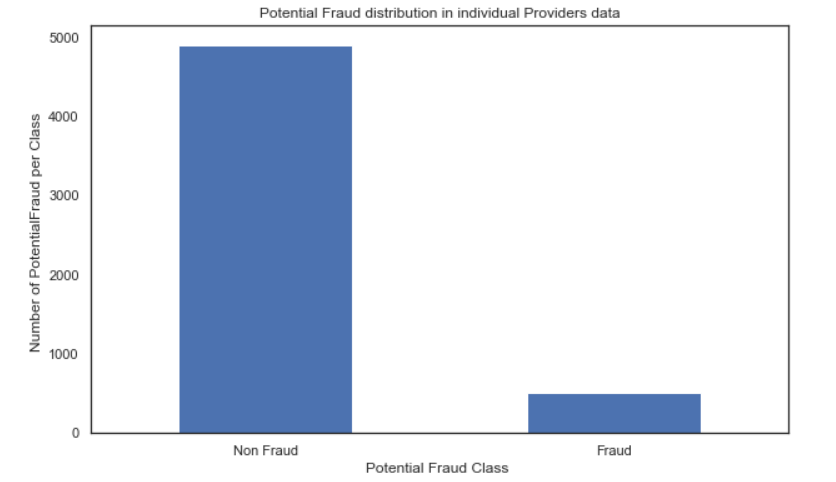 Potential Fraud distribution in individual Providers data
Number of PotentialFraud per Class
5000
4000
3000
2000
1000
0
Non Fraud
Fraud
Potential Fraud Class